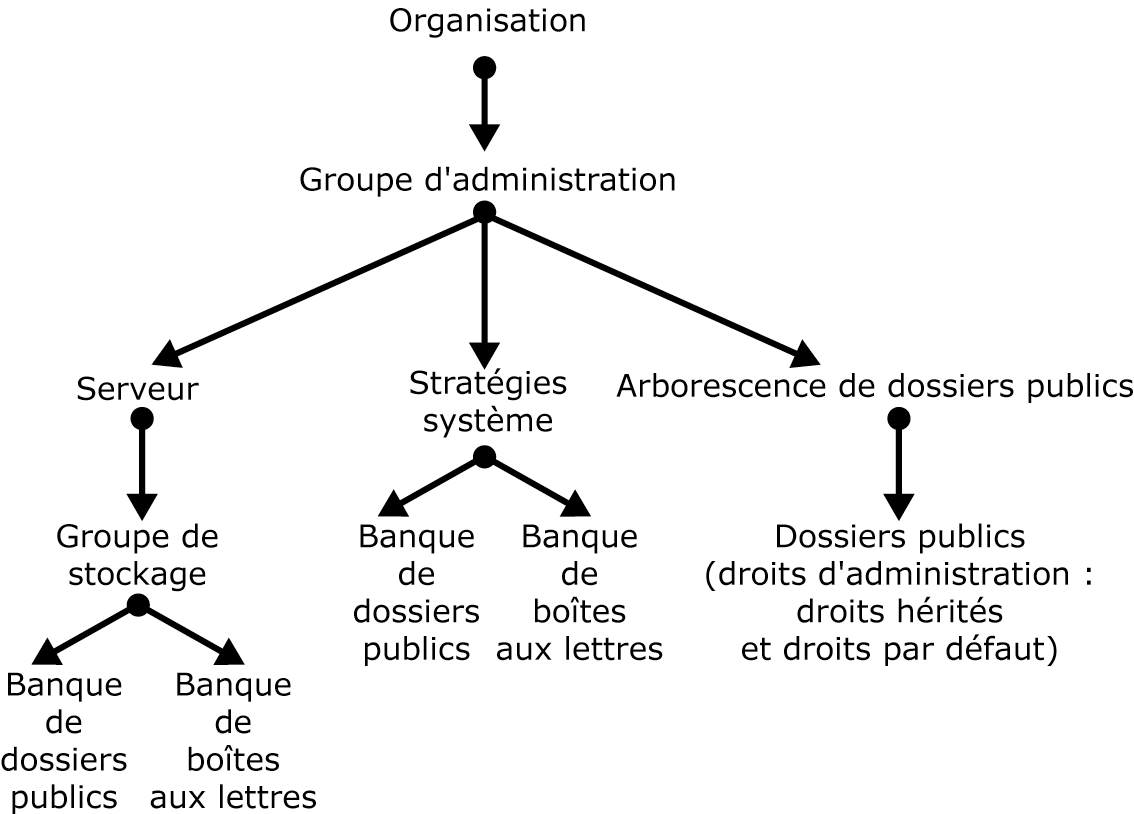 Organisation
Groupe d'administration
Serveur
Stratégies
système
Arborescence de dossiers publics
Groupe de
stockage
Banque
de
dossiers
publics
Banque
de
boîtes
aux lettres
Dossiers publics
(droits d'administration :
droits hérités
et droits par défaut)
Banque
de
dossiers
publics
Banque
de
boîtes
aux lettres